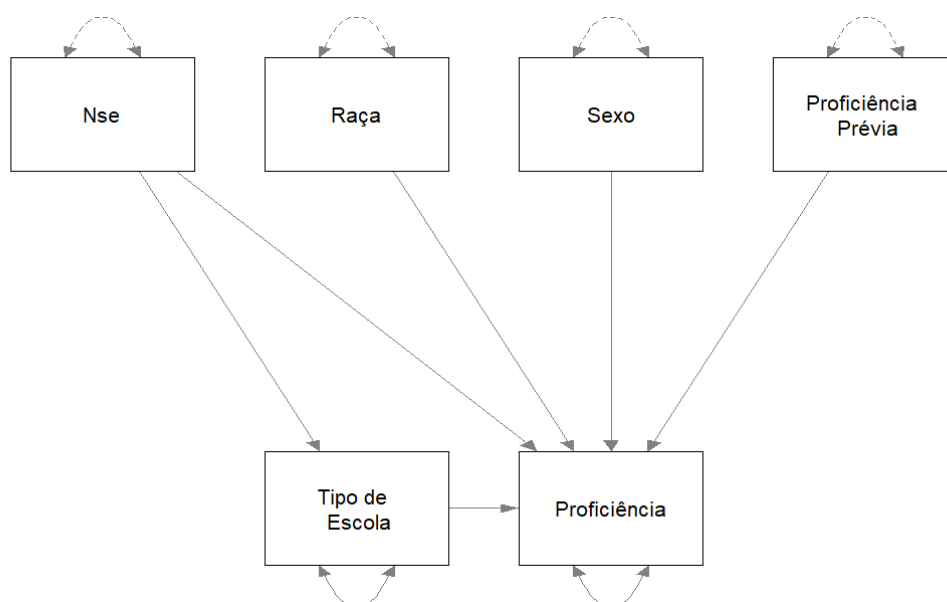 Nse
Raça
Sexo
Proficiência
Prévia
Tipo de
Escola
Proficiência